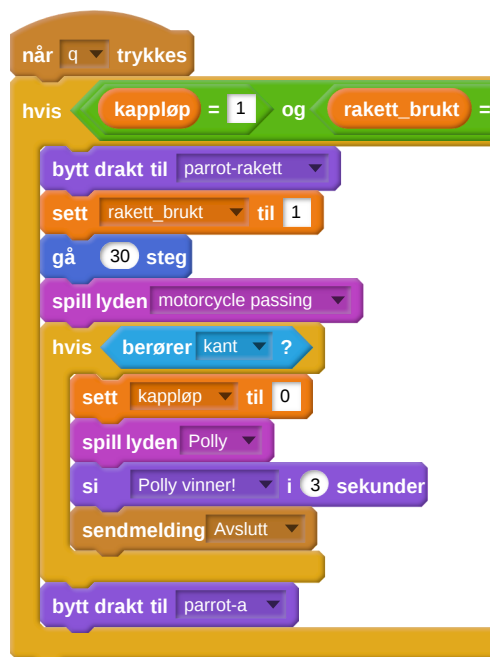 når q trykkes
hvis kappløp = 1 og rakett_brukt =
bytt drakt til parrot-rakett
sett rakett_brukt til 1
gå 30 steg
spill lyden motorcycle passing
hvis berører kant ?
sett kappløp til 0
spill lyden Polly
si Polly vinner! i 3 sekunder
sendmelding Avslutt
bytt drakt til parrot-a